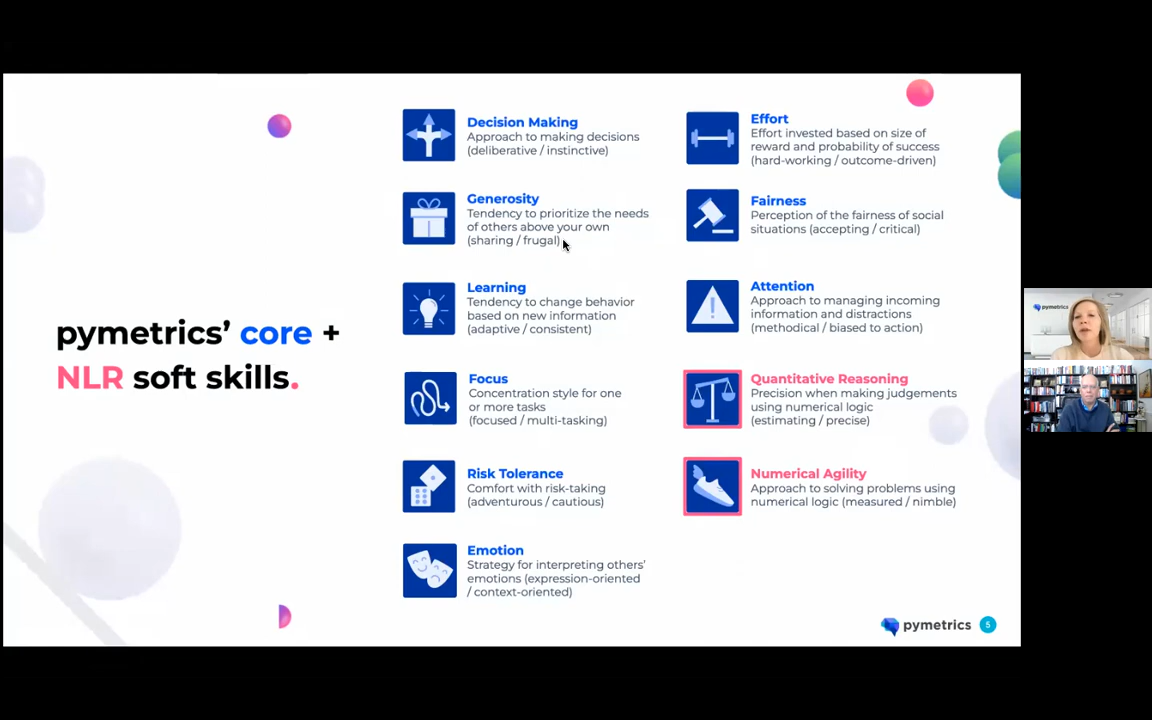 pymetrics’ core +
NLR soft skills.
Decision Making
Approach to making decisions
(deliberative / instinctive)
Generosity
Tendency to prioritize the needs
of others above your own
(sharing / frugal)
Learning
Tendency to change behavior
based on new information
(adaptive / consistent)
Focus
Concentration style for one
or more tasks
(focused / multi-tasking)
Risk Tolerance
Comfort with risk-taking
(adventurous / cautious)
Emotion
Strategy for interpreting others’
emotions (expression-oriented
/ context-oriented)
Effort
Effort invested based on size of
reward and probability of success
(hard-working / outcome-driven)
Fairness
Perception of the fairness of social
situations (accepting / critical)
Attention
Approach to managing incoming
information and distractions
(methodical / biased to action)
Quantitative Reasoning
Precision when making judgements
using numerical logic
(estimating / precise)
Numerical Agility
Approach to solving problems using
numerical logic (measured / nimble)
pymetrics 5
pymetrics